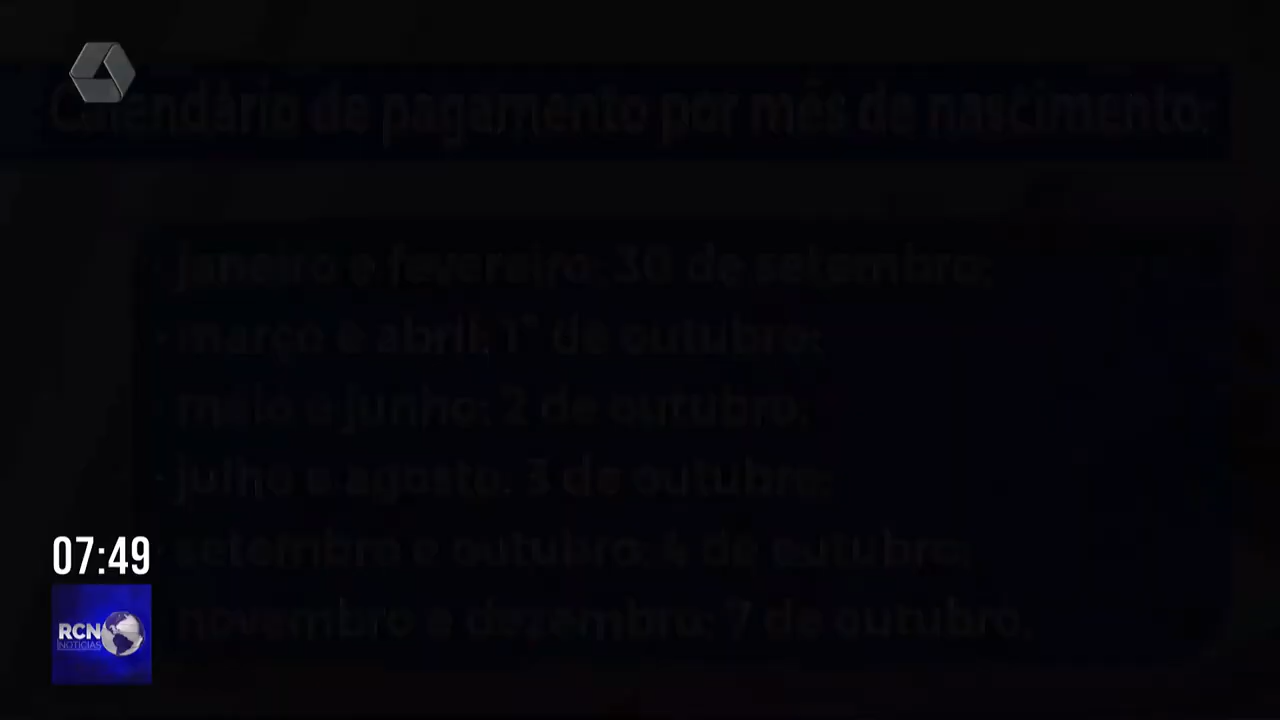 Calendário de pagamento por mês de nascimento:
· janeiro e fevereiro: 30 de setembro;
· março e abril: 1º de outubro;
· maio e junho: 2 de outubro;
· julho e agosto: 3 de outubro;
· setembro e outubro: 4 de outubro;
· novembro e dezembro: 7 de outubro.
07:49
RCN
NOTÍCIAS